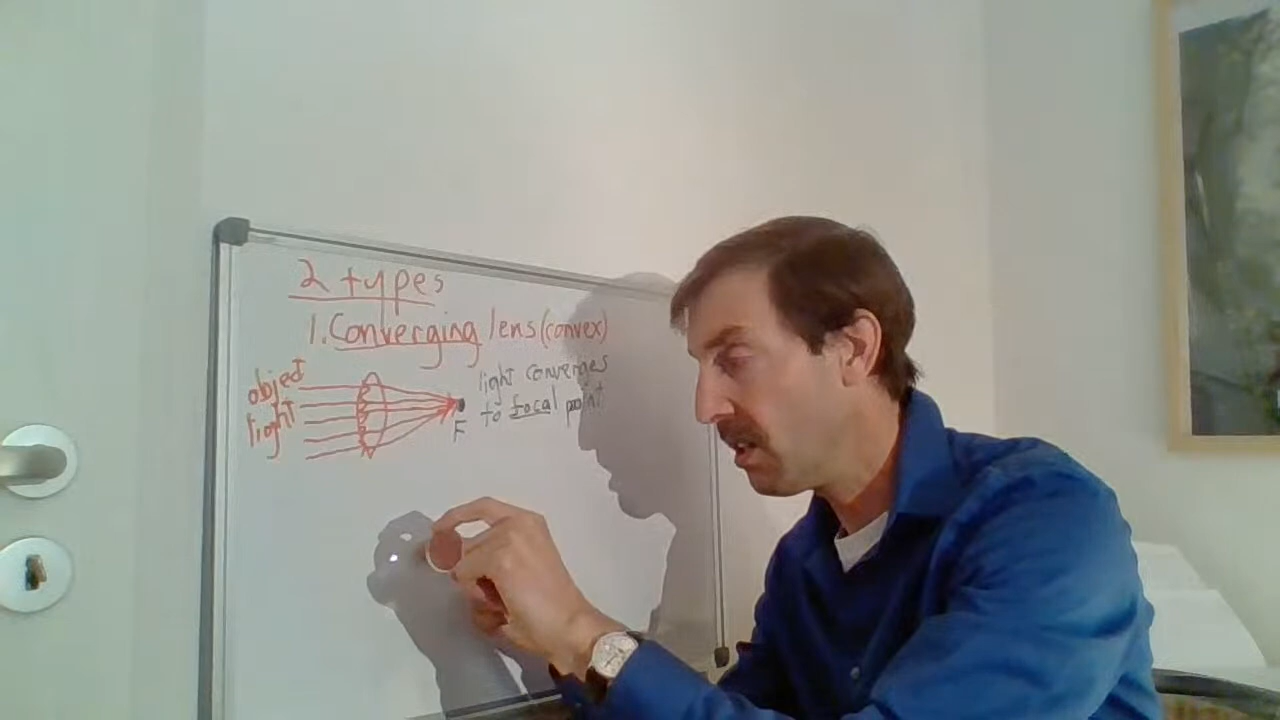 2 types
1. Converging lens (convex)
object
light
F
light converges
to focal point